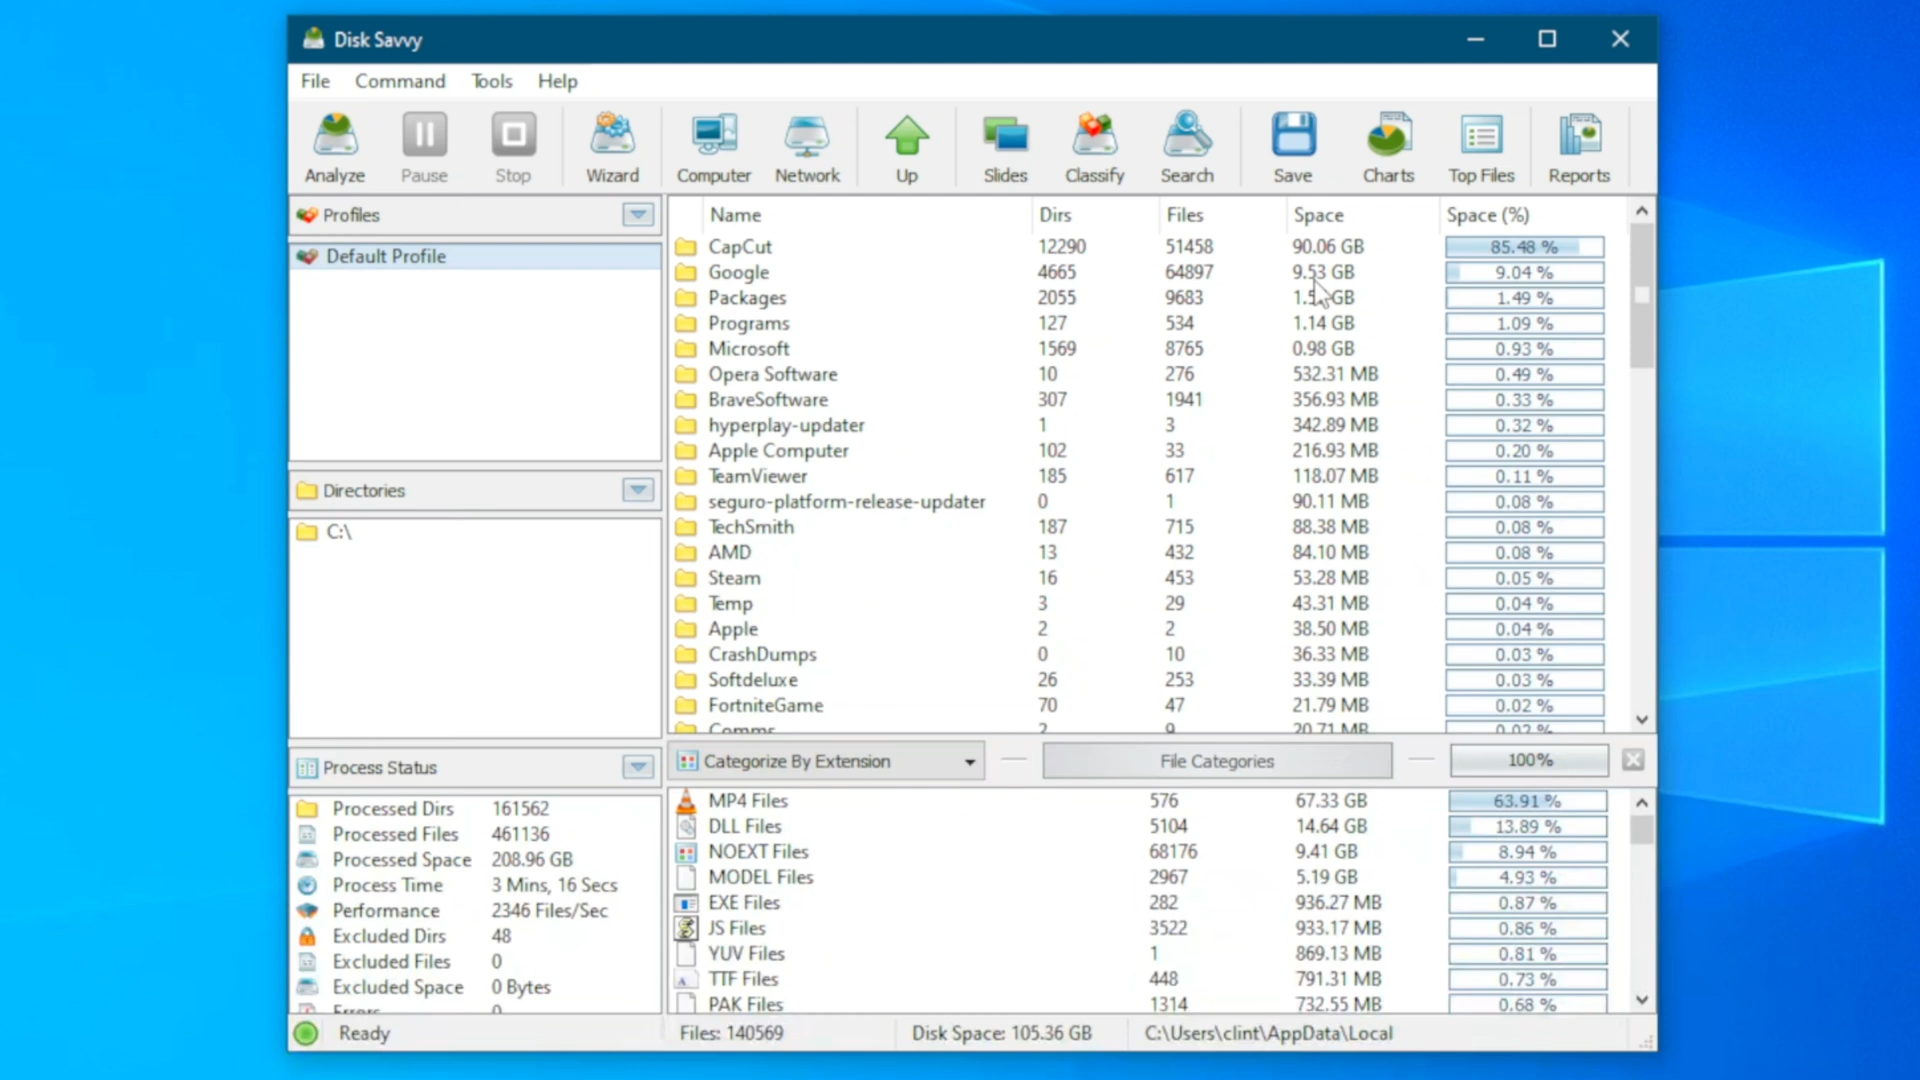 Disk Savvy
File Command Tools Help
Analyze Pause Stop Wizard Computer Network Up Slides Classify Search Save Charts Top Files Reports
Profiles
Default Profile
Directories
C:\
Name Dirs Files Space Space (%)
CapCut 12290 51458 90.06 GB 85.48 %
Google 4665 64897 9.53 GB 9.04 %
Packages 2055 9683 GB 1.49 %
Programs 127 534 1.14 GB 1.09 %
Microsoft 1569 8765 0.98 GB 0.93 %
Opera Software 10 276 532.31 MB 0.49 %
BraveSoftware 307 1941 356.93 MB 0.33 %
hyperplay-updater 1 3 342.89 MB 0.32 %
Apple Computer 102 33 216.93 MB 0.20 %
TeamViewer 185 617 118.07 MB 0.11 %
seguro-platform-release-updater 0 1 90.11 MB 0.08 %
TechSmith 187 715 88.38 MB 0.08 %
AMD 13 432 84.10 MB 0.08 %
Steam 16 453 53.28 MB 0.05 %
Temp 3 29 43.31 MB 0.04 %
Apple 2 2 38.50 MB 0.04 %
CrashDumps 0 10 36.33 MB 0.03 %
Softdeluxe 26 253 33.39 MB 0.03 %
FortniteGame 70 47 21.79 MB 0.02 %
Comms 2 9 20.71 MB 0.02 %
Process Status
Processed Dirs 161562
Processed Files 461136
Processed Space 208.96 GB
Process Time 3 Mins, 16 Secs
Performance 2346 Files/Sec
Excluded Dirs 48
Excluded Files 0
Excluded Space 0 Bytes
Errors 0
Categorize By Extension File Categories 100%
MP4 Files 576 67.33 GB 63.91 %
DLL Files 5104 14.64 GB 13.89 %
NOEXT Files 68176 9.41 GB 8.94 %
MODEL Files 2967 5.19 GB 4.93 %
EXE Files 282 936.27 MB 0.87 %
JS Files 3522 933.17 MB 0.86 %
YUV Files 1 869.13 MB 0.81 %
TTF Files 448 791.31 MB 0.73 %
PAK Files 1314 732.55 MB 0.68 %
Ready Files: 140569 Disk Space: 105.36 GB C:\Users\clint\AppData\Local